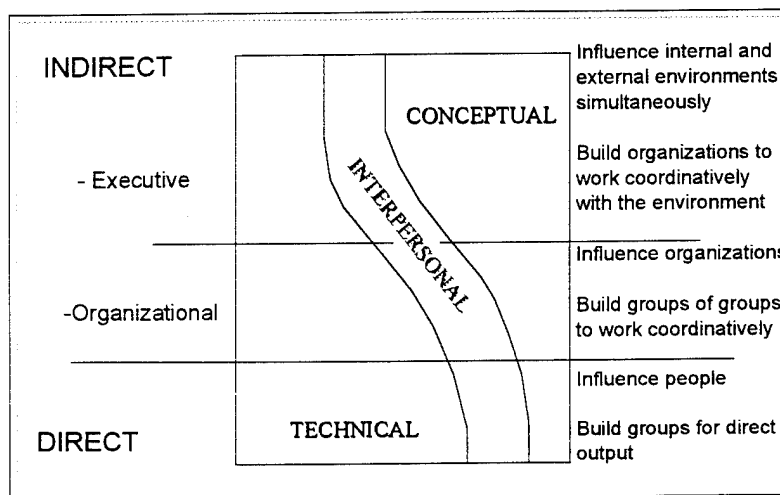 INDIRECT
- Executive
-Organizational
DIRECT
CONCEPTUAL
INTERPERSONAL
TECHNICAL
Influence internal and
external environments
simultaneously
Build organizations to
work coordinatively
with the environment
Influence organizations
Build groups of groups
to work coordinatively
Influence people
Build groups for direct
output